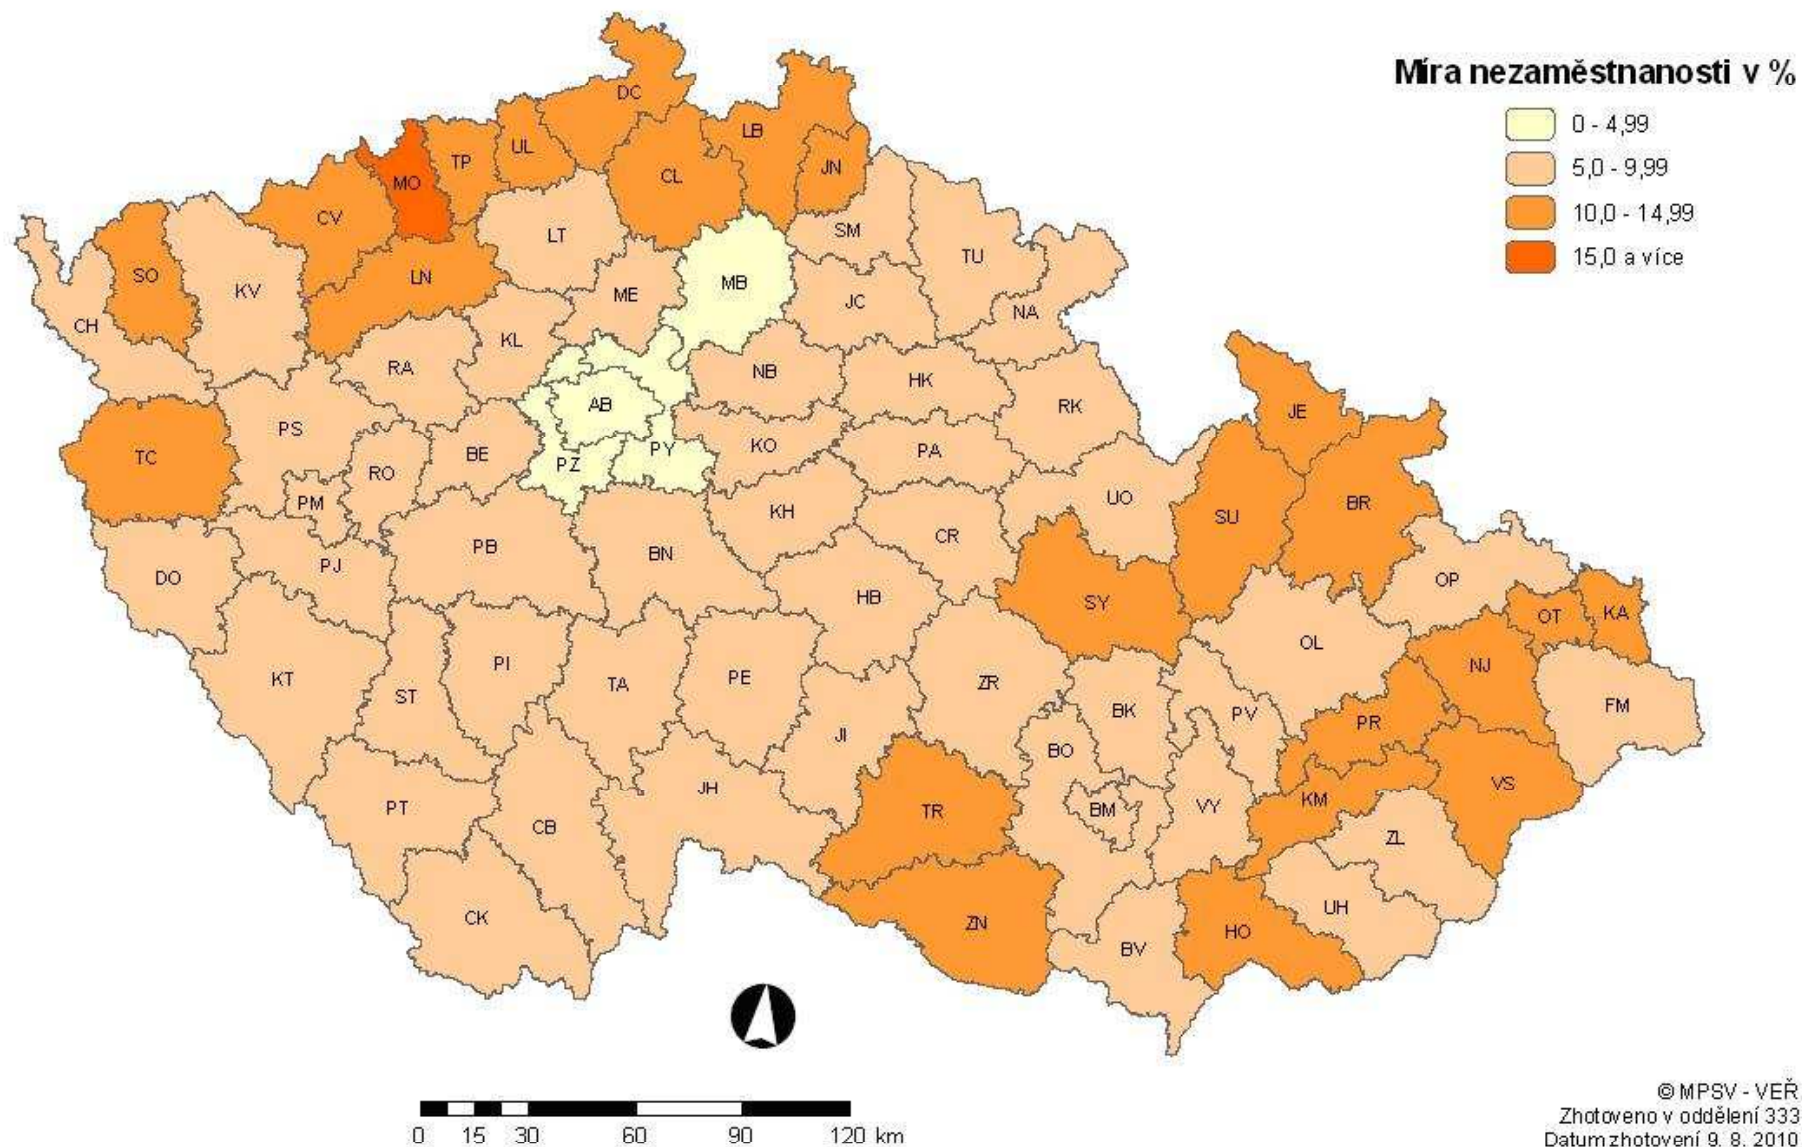 Míra nezaměstnanosti v %
0 - 4,99
5,0 - 9,99
10,0 - 14,99
15,0 a více
DC
LB
UL
TP
JN
CL
MO
CV
LT
SM
TU
SO
LN
KV
MB
ME
JC
NA
CH
KL
RA
NB
HK
AB
RK
JE
PS
TC
BE
PZ
PY
KO
PA
RO
PM
KH
UO
SU
BR
CR
PB
BN
PJ
DO
OP
HB
SY
OT
KA
OL
NJ
PI
KT
ST
TA
PE
ZR
BK
PV
FM
PR
JI
BO
JH
VS
PT
KM
TR
BM
VY
CB
ZL
CK
ZN
UH
HO
BV
0 15 30 60 90 120 km
© MPSV - VEŘ
Zhotoveno v oddělení 333
Datum zhotovení 9. 8. 2010